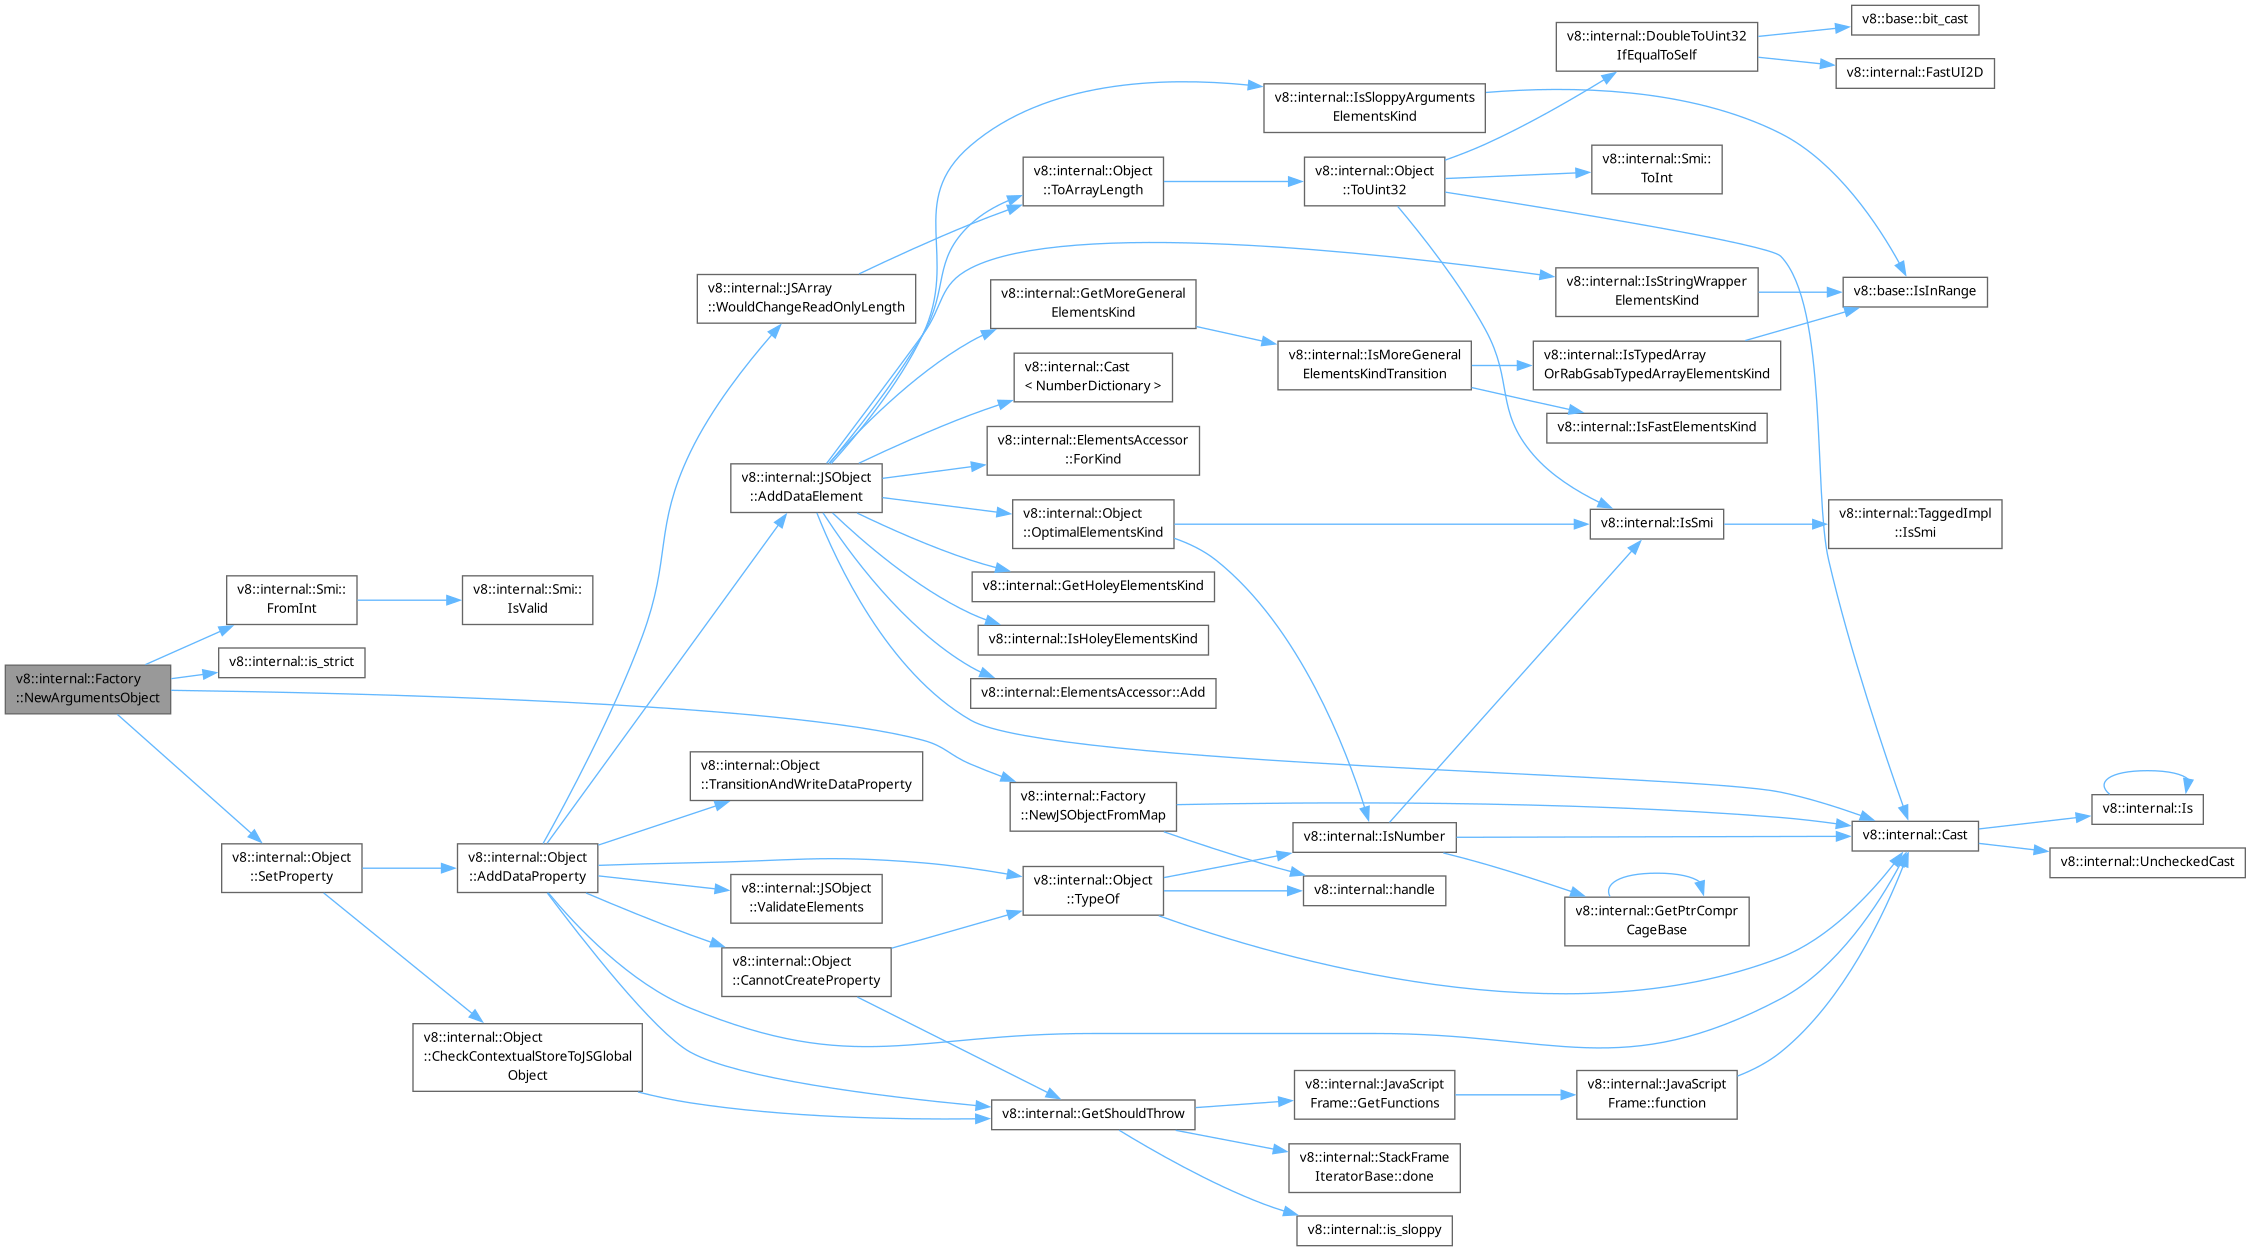 v8::internal::Factory
::NewArgumentsObject
v8::internal::Smi::
FromInt
v8::internal::Smi::
IsValid
v8::internal::is_strict
v8::internal::Object
::SetProperty
v8::internal::Object
::AddDataProperty
v8::internal::Object
::CheckContextualStoreToJSGlobal
Object
v8::internal::JSArray
::WouldChangeReadOnlyLength
v8::internal::JSObject
::AddDataElement
v8::internal::Object
::TransitionAndWriteDataProperty
v8::internal::JSObject
::ValidateElements
v8::internal::Object
::CannotCreateProperty
v8::internal::Object
::ToArrayLength
v8::internal::GetMoreGeneral
ElementsKind
v8::internal::Cast
< NumberDictionary >
v8::internal::ElementsAccessor
::ForKind
v8::internal::Object
::OptimalElementsKind
v8::internal::GetHoleyElementsKind
v8::internal::IsHoleyElementsKind
v8::internal::ElementsAccessor::Add
v8::internal::Factory
::NewJSObjectFromMap
v8::internal::Object
::TypeOf
v8::internal::GetShouldThrow
v8::internal::IsSloppyArguments
ElementsKind
v8::internal::Object
::ToUint32
v8::internal::IsMoreGeneral
ElementsKindTransition
v8::internal::IsNumber
v8::internal::handle
v8::internal::JavaScript
Frame::GetFunctions
v8::internal::StackFrame
IteratorBase::done
v8::internal::is_sloppy
v8::internal::DoubleToUint32
IfEqualToSelf
v8::internal::Smi::
ToInt
v8::internal::IsStringWrapper
ElementsKind
v8::internal::IsTypedArray
OrRabGsabTypedArrayElementsKind
v8::internal::IsFastElementsKind
v8::internal::IsSmi
v8::internal::GetPtrCompr
CageBase
v8::internal::JavaScript
Frame::function
v8::base::bit_cast
v8::internal::FastUI2D
v8::base::IsInRange
v8::internal::TaggedImpl
::IsSmi
v8::internal::Cast
v8::internal::Is
v8::internal::UncheckedCast